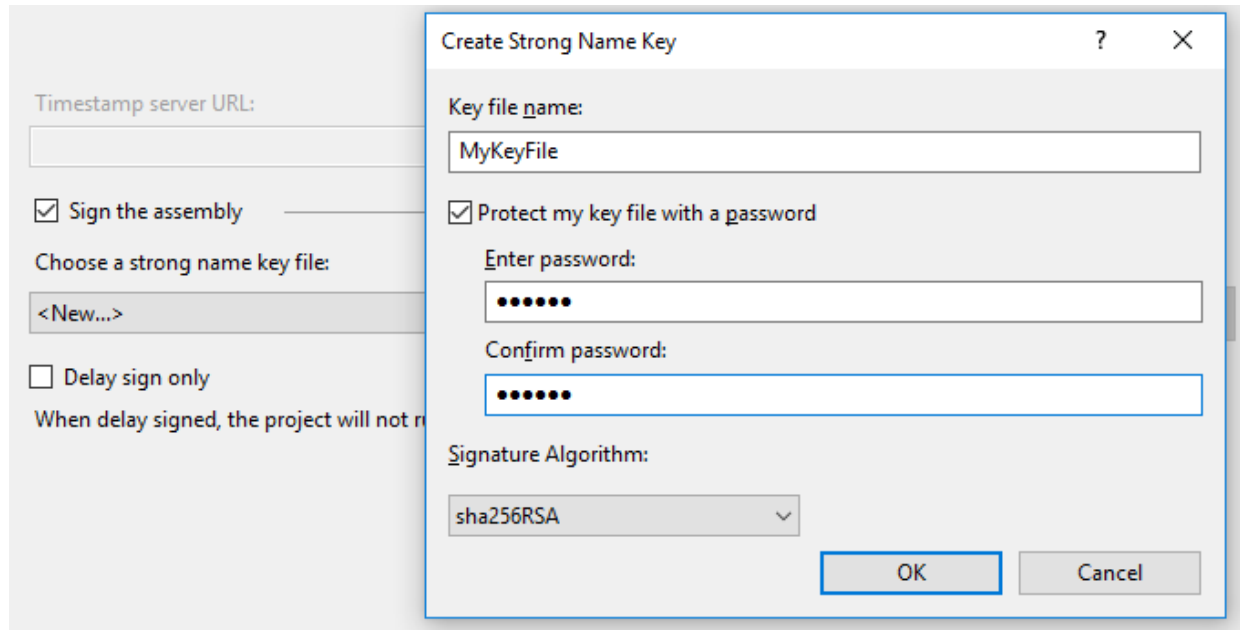 Create Strong Name Key
Timestamp server URL:
Sign the assembly
Choose a strong name key file:
<New...>
Delay sign only
When delay signed, the project will not
Key file name:
MyKeyFile
Protect my key file with a password
Enter password:
••••••
Confirm password:
••••••
Signature Algorithm:
sha256RSA
OK
Cancel